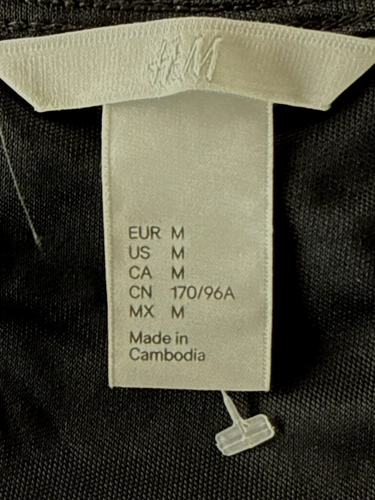 H&M
EUR M
US M
CA M
CN 170/96A
MX M
Made in
Cambodia